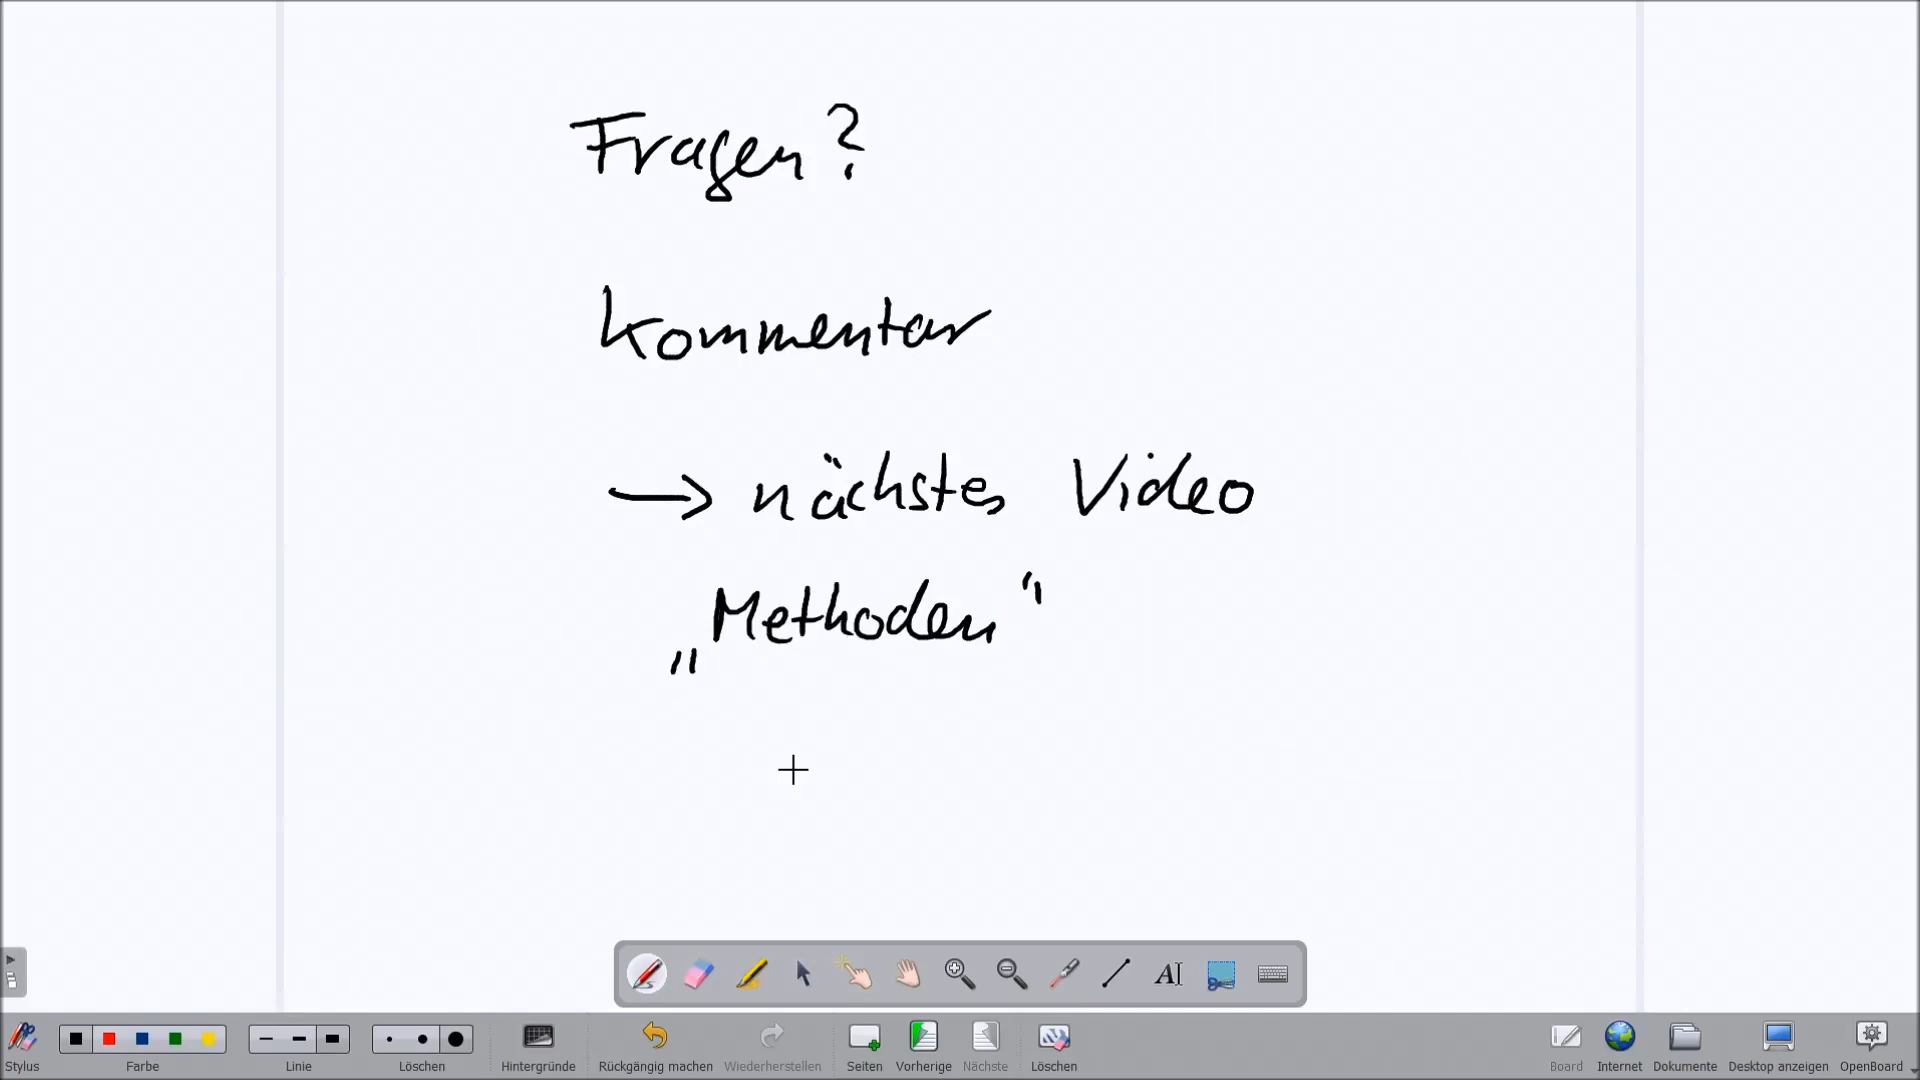 Fragen?
Kommentar
→ nächstes Video
„Methoden"
Stylus
Farbe
Linie
Löschen
Hintergründe
Rückgängig machen
Wiederherstellen
Seiten
Vorherige
Nächste
Löschen
Board
Internet
Dokumente
Desktop anzeigen
OpenBoard